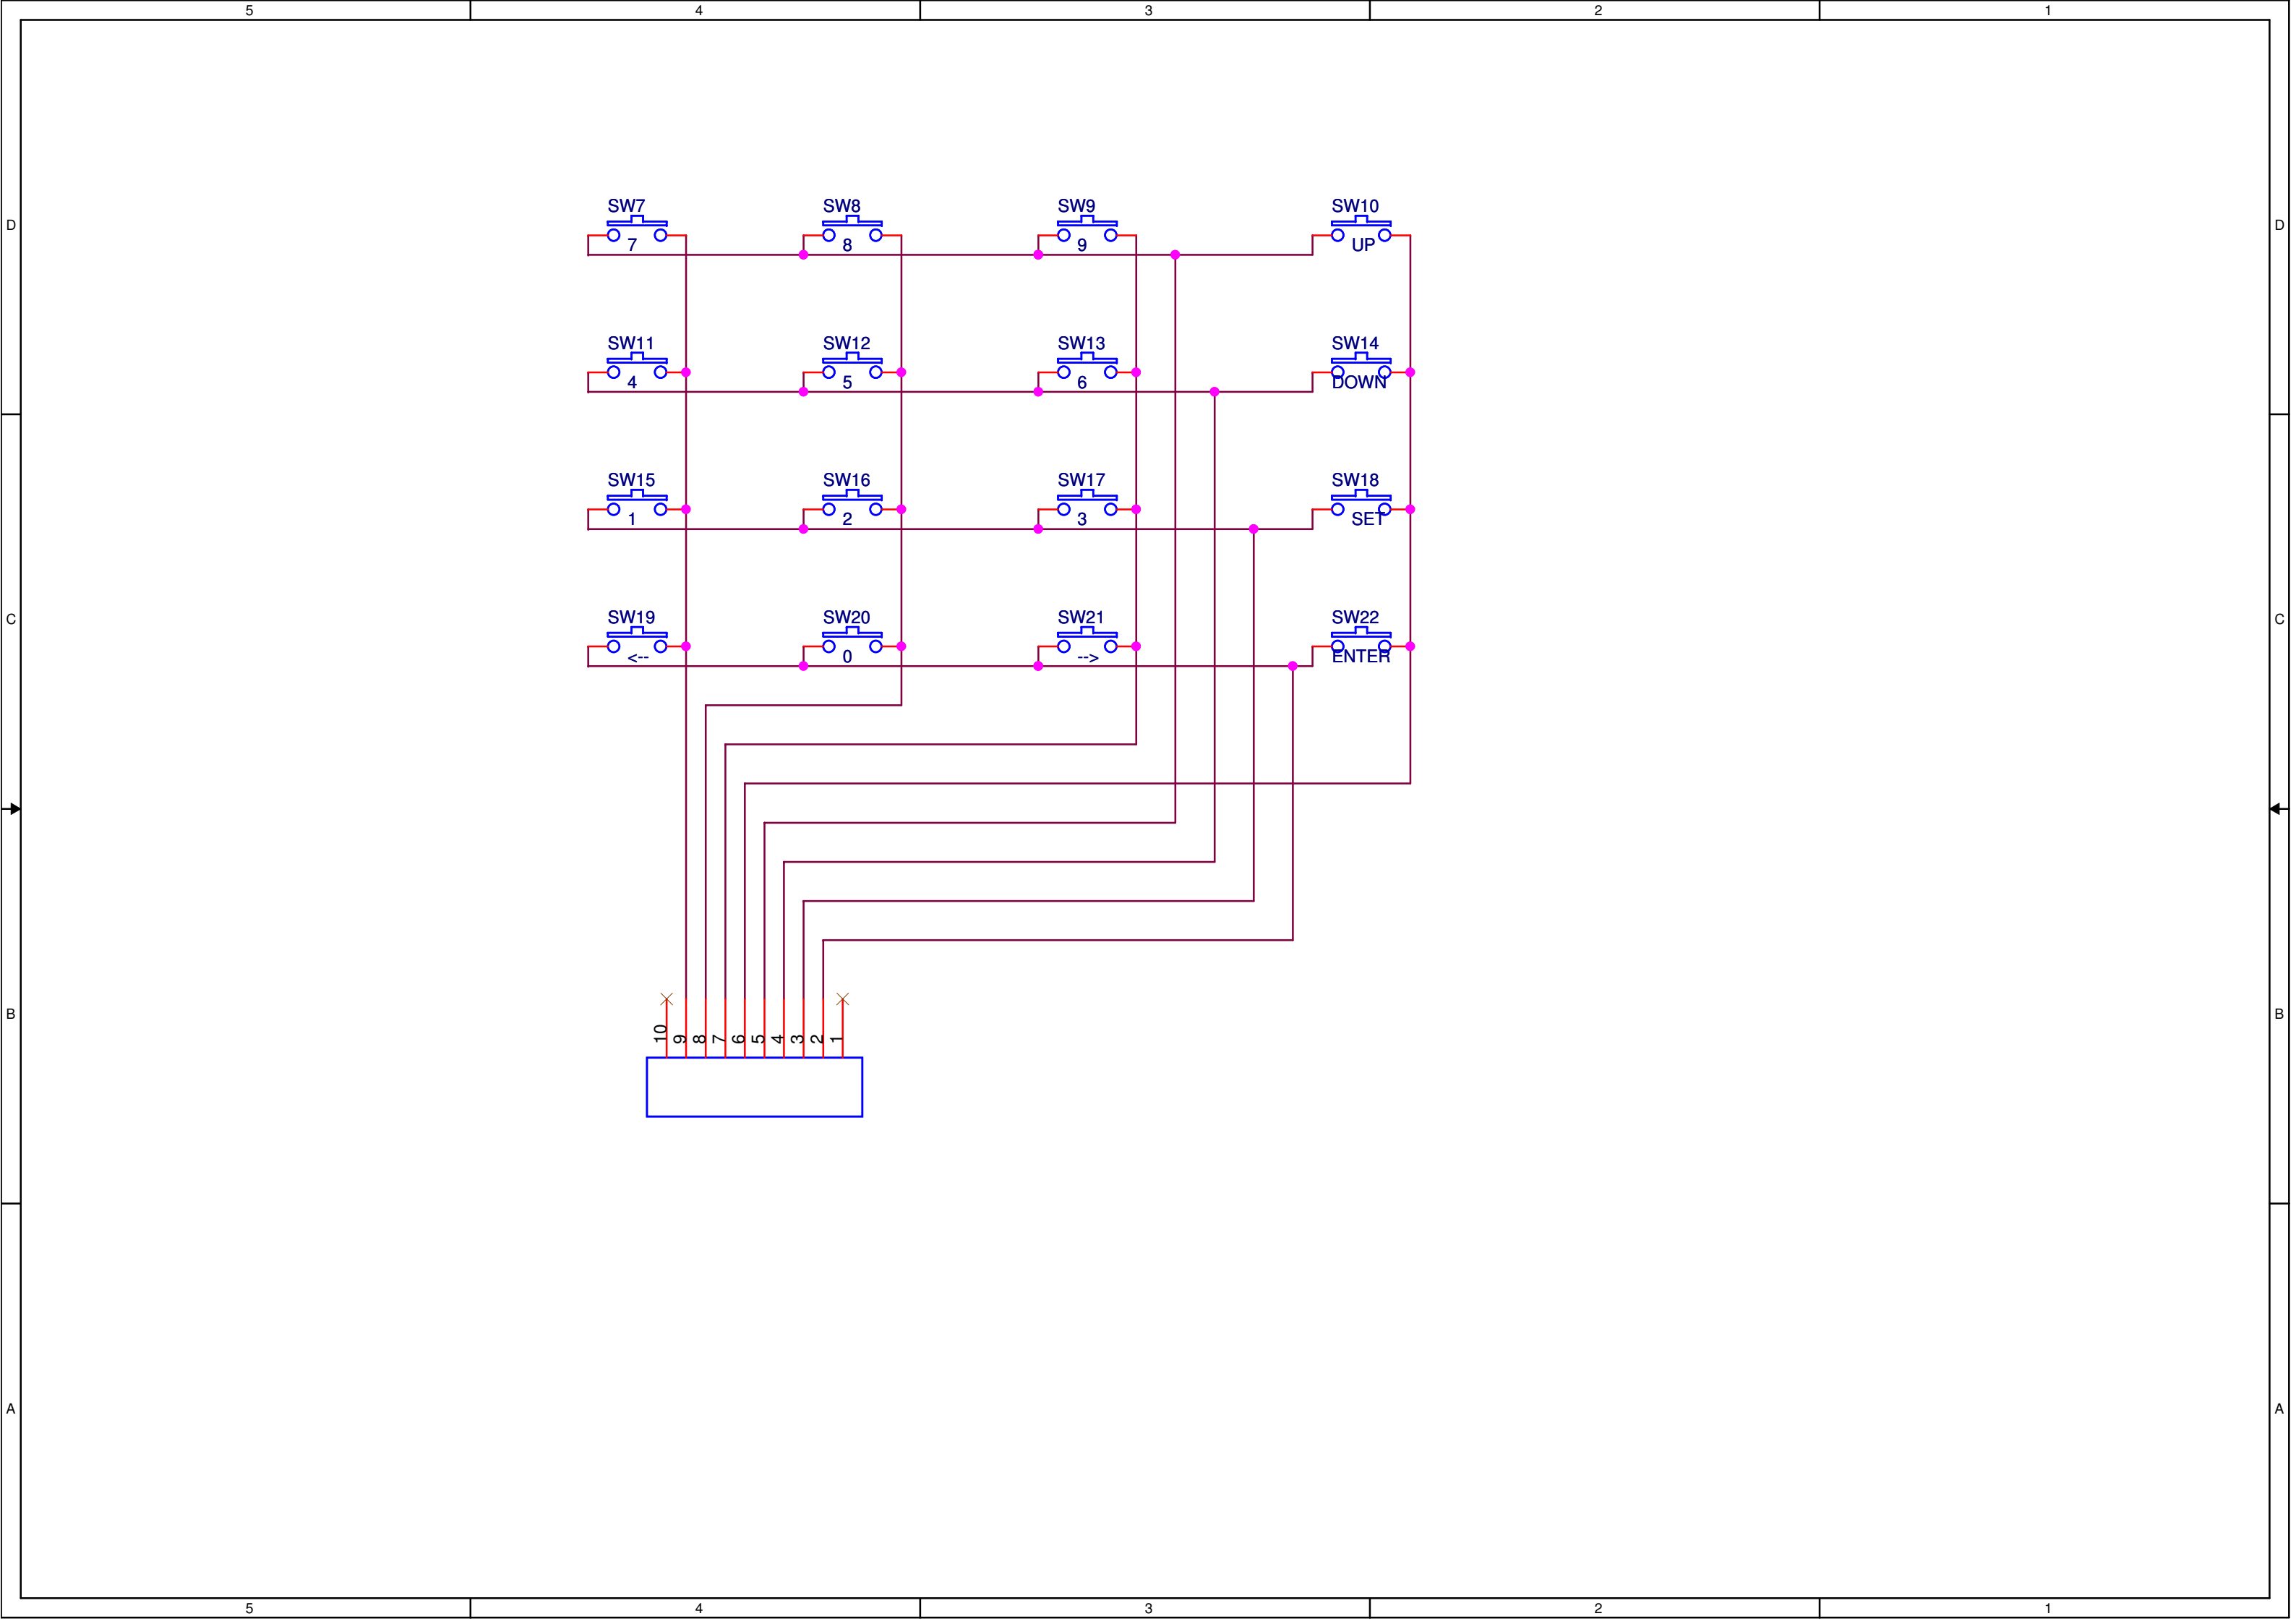 5 4 3 2 1
SW7 SW8 SW9 SW10
D D
7 8 9 UP
SW11 SW12 SW13 SW14
4 5 6 DOWN
SW15 SW16 SW17 SW18
1 2 3 SET
SW19 SW20 SW21 SW22
C C
<-- 0 --> ENTER
B B
10 9 8 7 6 5 4 3 2 1
A A
5 4 3 2 1